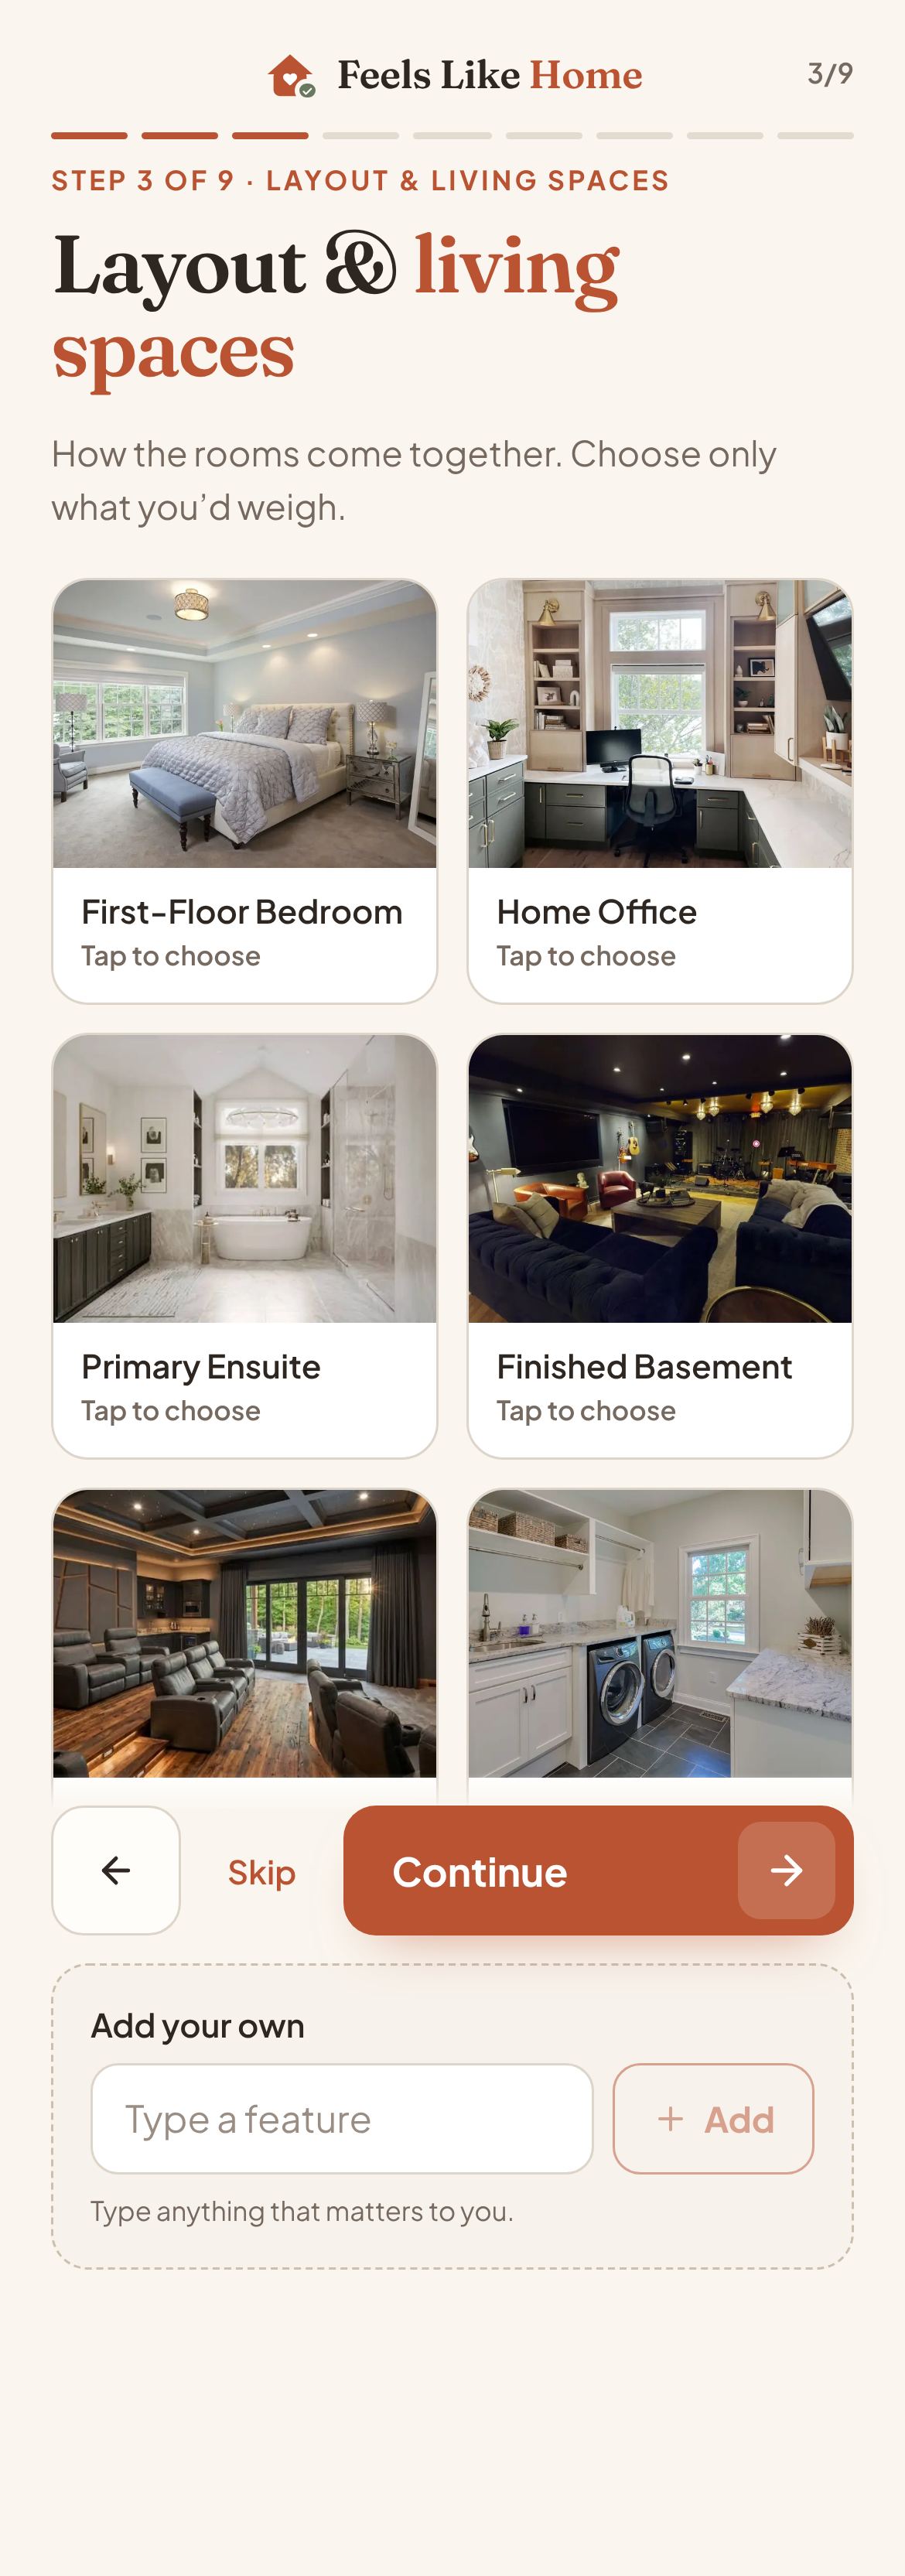 Feels Like Home
3/9
STEP 3 OF 9 · LAYOUT & LIVING SPACES
Layout & living
spaces
How the rooms come together. Choose only
what you’d weigh.
First-Floor Bedroom
Tap to choose
Home Office
Tap to choose
Primary Ensuite
Tap to choose
Finished Basement
Tap to choose
Skip
Continue
Add your own
Type a feature
+ Add
Type anything that matters to you.